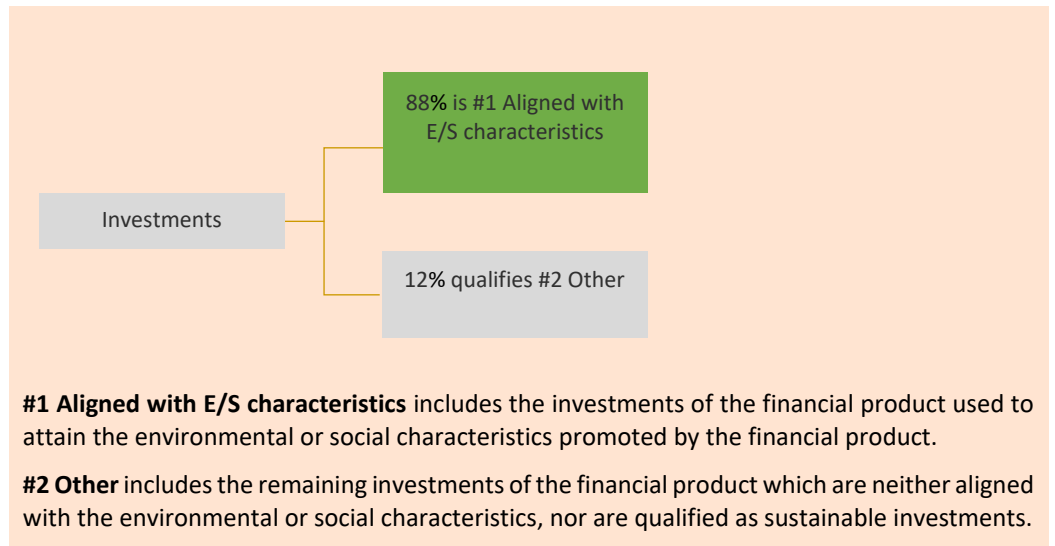 88% is #1 Aligned with
E/S characteristics
Investments
12% qualifies #2 Other
#1 Aligned with E/S characteristics includes the investments of the financial product used to
attain the environmental or social characteristics promoted by the financial product.
#2 Other includes the remaining investments of the financial product which are neither aligned
with the environmental or social characteristics, nor are qualified as sustainable investments.